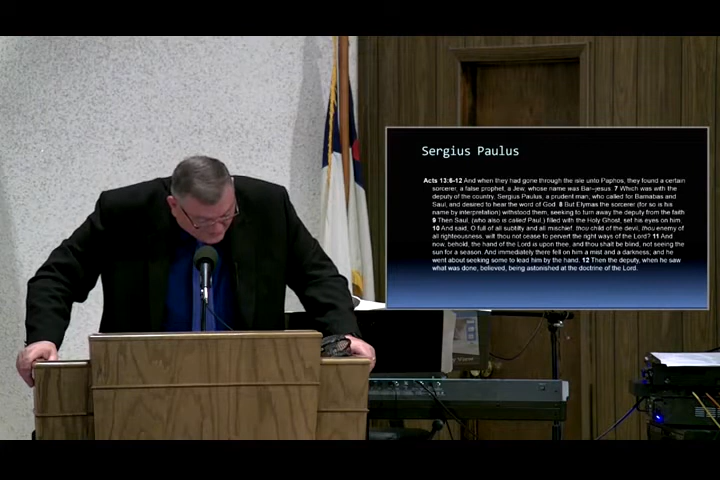 Sergius Paulus
Acts 13:6-12 And when they had gone through the isle unto Paphos, they found a certain
sorcerer, a false prophet, a Jew, whose name was Bar–jesus: 7 Which was with the
deputy of the country, Sergius Paulus, a prudent man; who called for Barnabas and
Saul, and desired to hear the word of God. 8 But Elymas the sorcerer (for so is his
name by interpretation) withstood them, seeking to turn away the deputy from the faith.
9 Then Saul, (who also is called Paul,) filled with the Holy Ghost, set his eyes on him,
10 And said, O full of all subtilty and all mischief, thou child of the devil, thou enemy of
all righteousness, wilt thou not cease to pervert the right ways of the Lord? 11 And
now, behold, the hand of the Lord is upon thee, and thou shalt be blind, not seeing the
sun for a season. And immediately there fell on him a mist and a darkness; and he
went about seeking some to lead him by the hand. 12 Then the deputy, when he saw
what was done, believed, being astonished at the doctrine of the Lord.